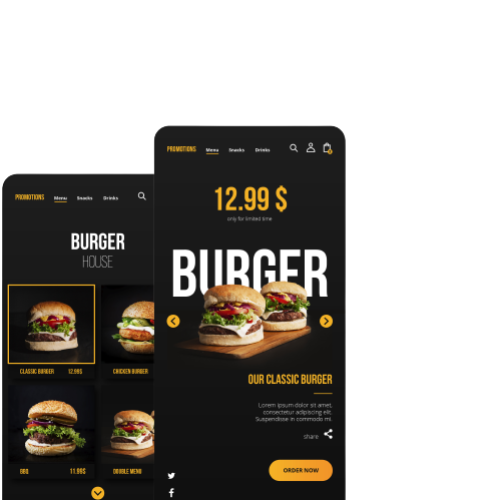 PROMOTIONS Menu Snacks Drinks
BURGER
HOUSE
CLASSIC BURGER 12.99$
CHICKEN BURGER
BBQ 11.99$
DOUBLE MENU
PROMOTIONS Menu Snacks Drinks
12.99 $
only for limited time
BURGER
OUR CLASSIC BURGER
Lorem ipsum dolor sit amet,
consectetur adipiscing elit.
Suspendisse in commodo mi.
share
ORDER NOW